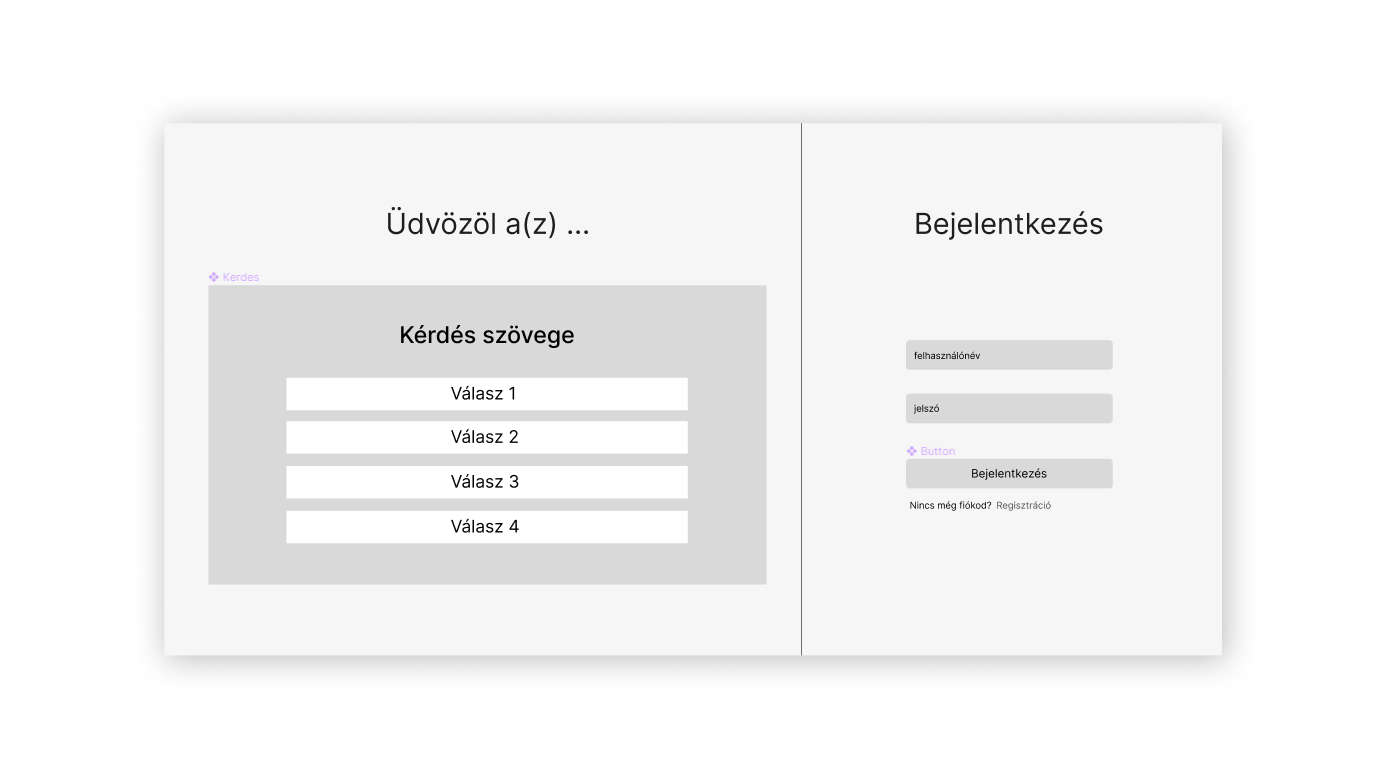 Üdvözöl a(z) ...
Kerdes
Kérdés szövege
Válasz 1
Válasz 2
Válasz 3
Válasz 4
Bejelentkezés
felhasználónév
jelszó
Button
Bejelentkezés
Nincs még fiókod? Regisztráció